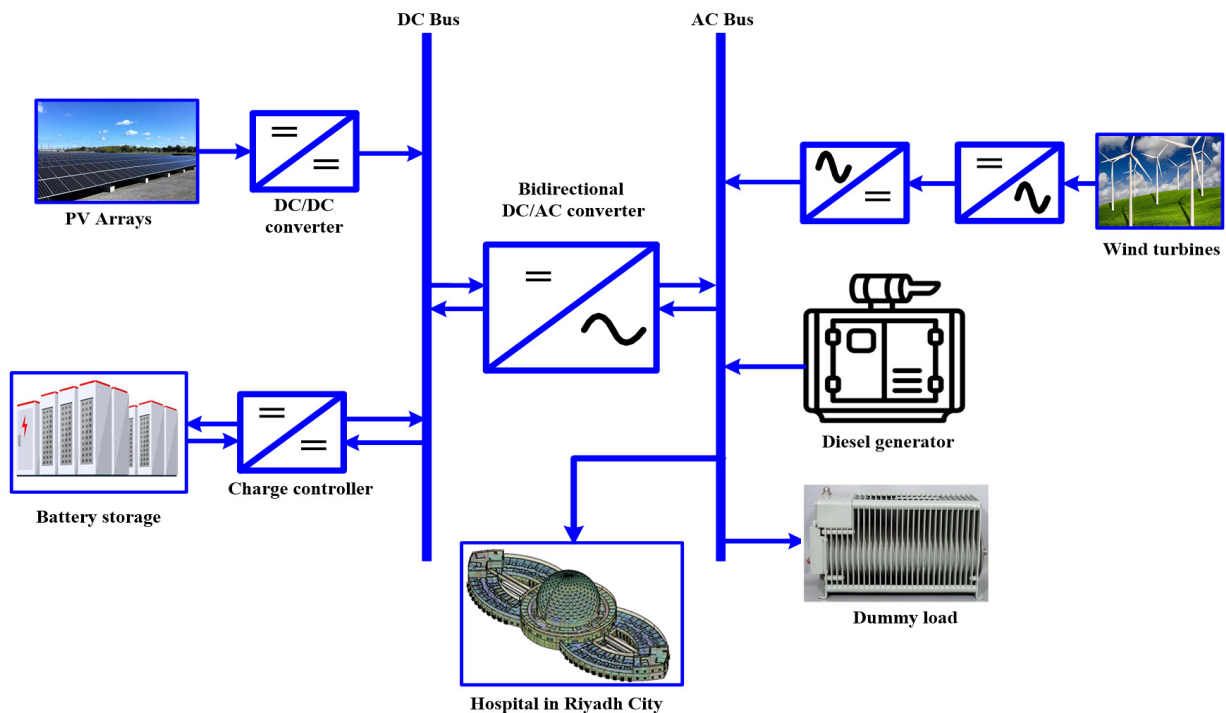 DC Bus
AC Bus
PV Arrays
DC/DC
converter
Bidirectional
DC/AC converter
Wind turbines
Battery storage
Charge controller
Diesel generator
Dummy load
Hospital in Riyadh City